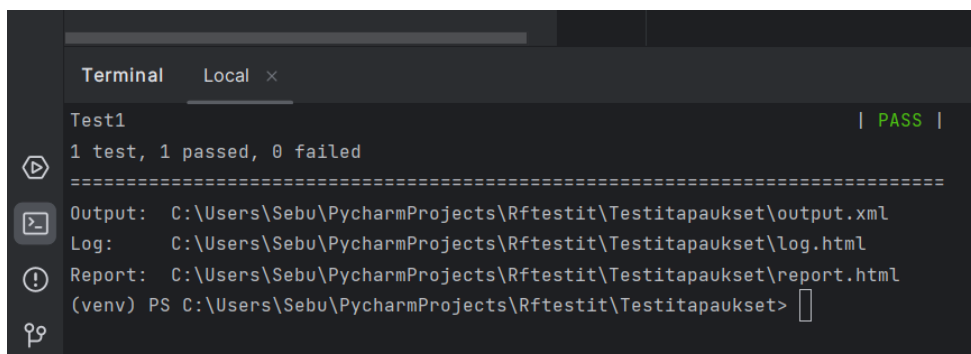 Terminal Local ×
Test1 | PASS |
1 test, 1 passed, 0 failed
==============================================================================
Output:  C:\Users\Sebu\PycharmProjects\Rftestit\Testitapaukset\output.xml
Log:     C:\Users\Sebu\PycharmProjects\Rftestit\Testitapaukset\log.html
Report:  C:\Users\Sebu\PycharmProjects\Rftestit\Testitapaukset\report.html
(venv) PS C:\Users\Sebu\PycharmProjects\Rftestit\Testitapaukset>